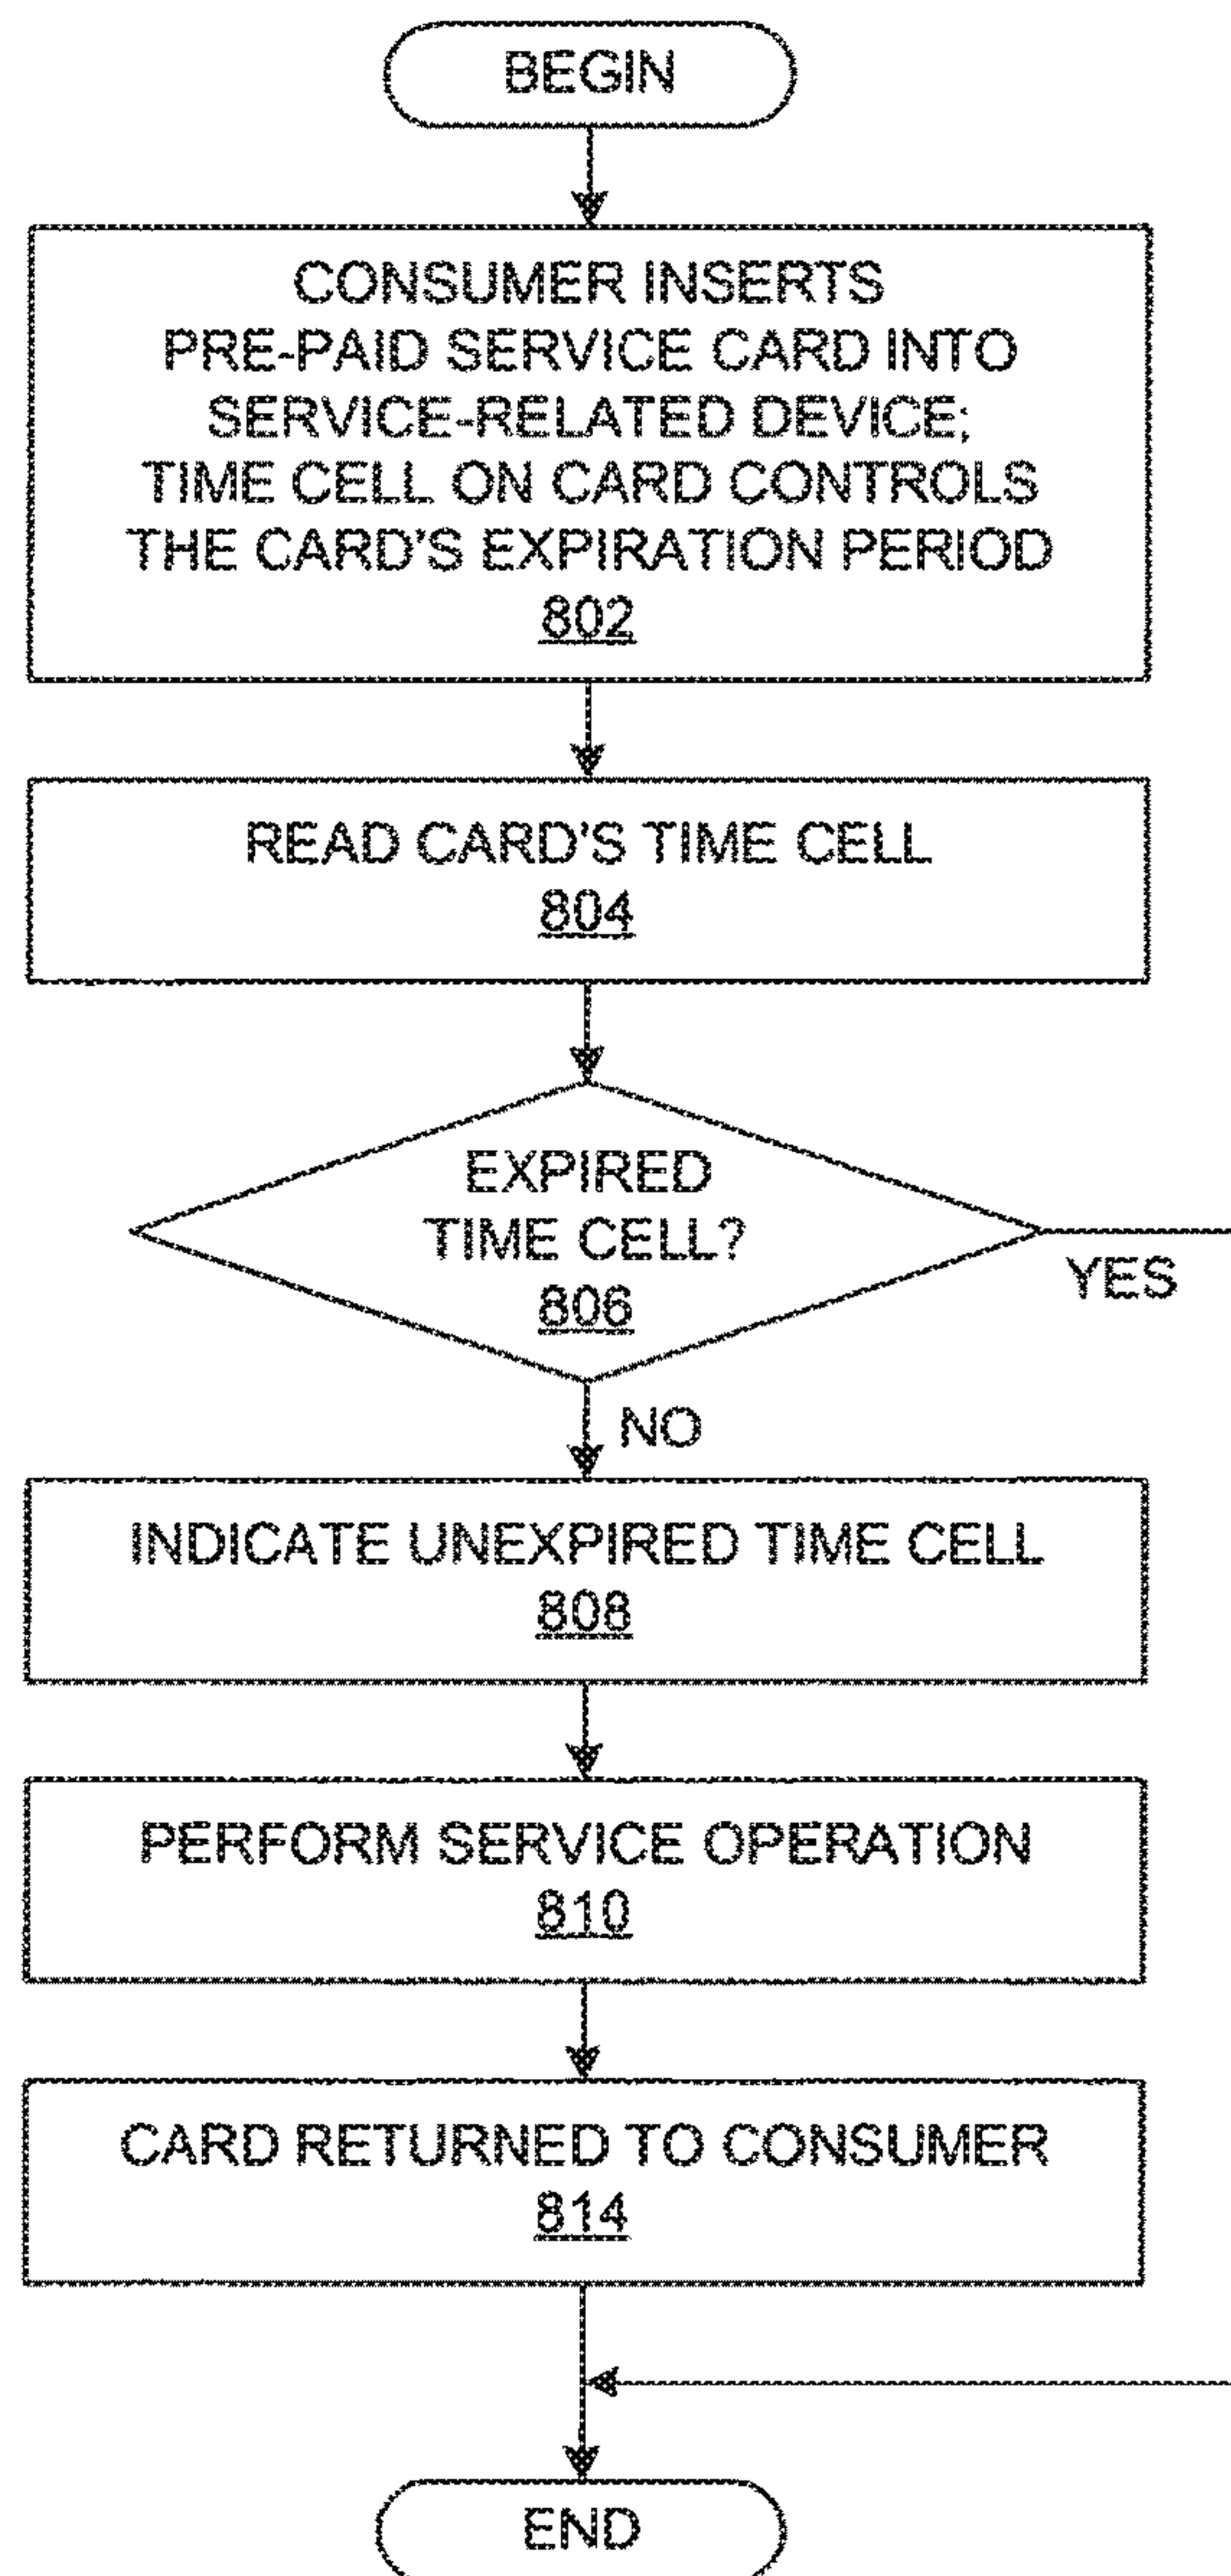 BEGIN
CONSUMER INSERTS
PRE-PAID SERVICE CARD INTO
SERVICE-RELATED DEVICE;
TIME CELL ON CARD CONTROLS
THE CARD'S EXPIRATION PERIOD
802
READ CARD'S TIME CELL
804
EXPIRED
TIME CELL?
806
YES
NO
INDICATE UNEXPIRED TIME CELL
808
PERFORM SERVICE OPERATION
810
CARD RETURNED TO CONSUMER
814
END